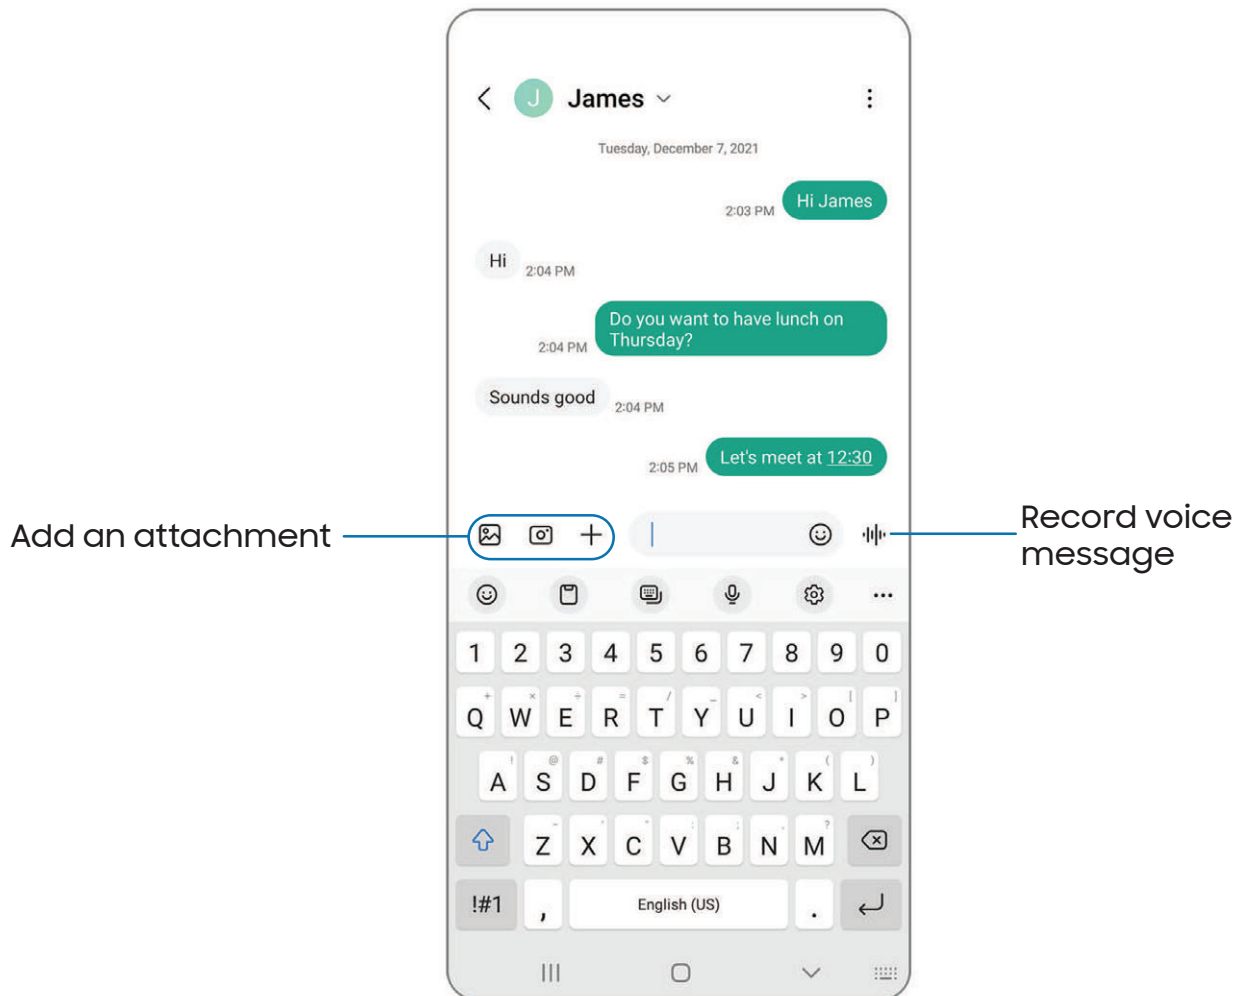 J James
Tuesday, December 7, 2021
2:03 PM Hi James
Hi 2:04 PM
Do you want to have lunch on
2:04 PM Thursday?
Sounds good 2:04 PM
2:05 PM Let's meet at 12:30
Add an attachment
Record voice
message
1 2 3 4 5 6 7 8 9 0
+ × ÷ = / _ < > [ ]
Q W E R T Y U I O P
! @ # $ % & * ( )
A S D F G H J K L
- ' " : ; , ?
Z X C V B N M
!#1 , English (US) .